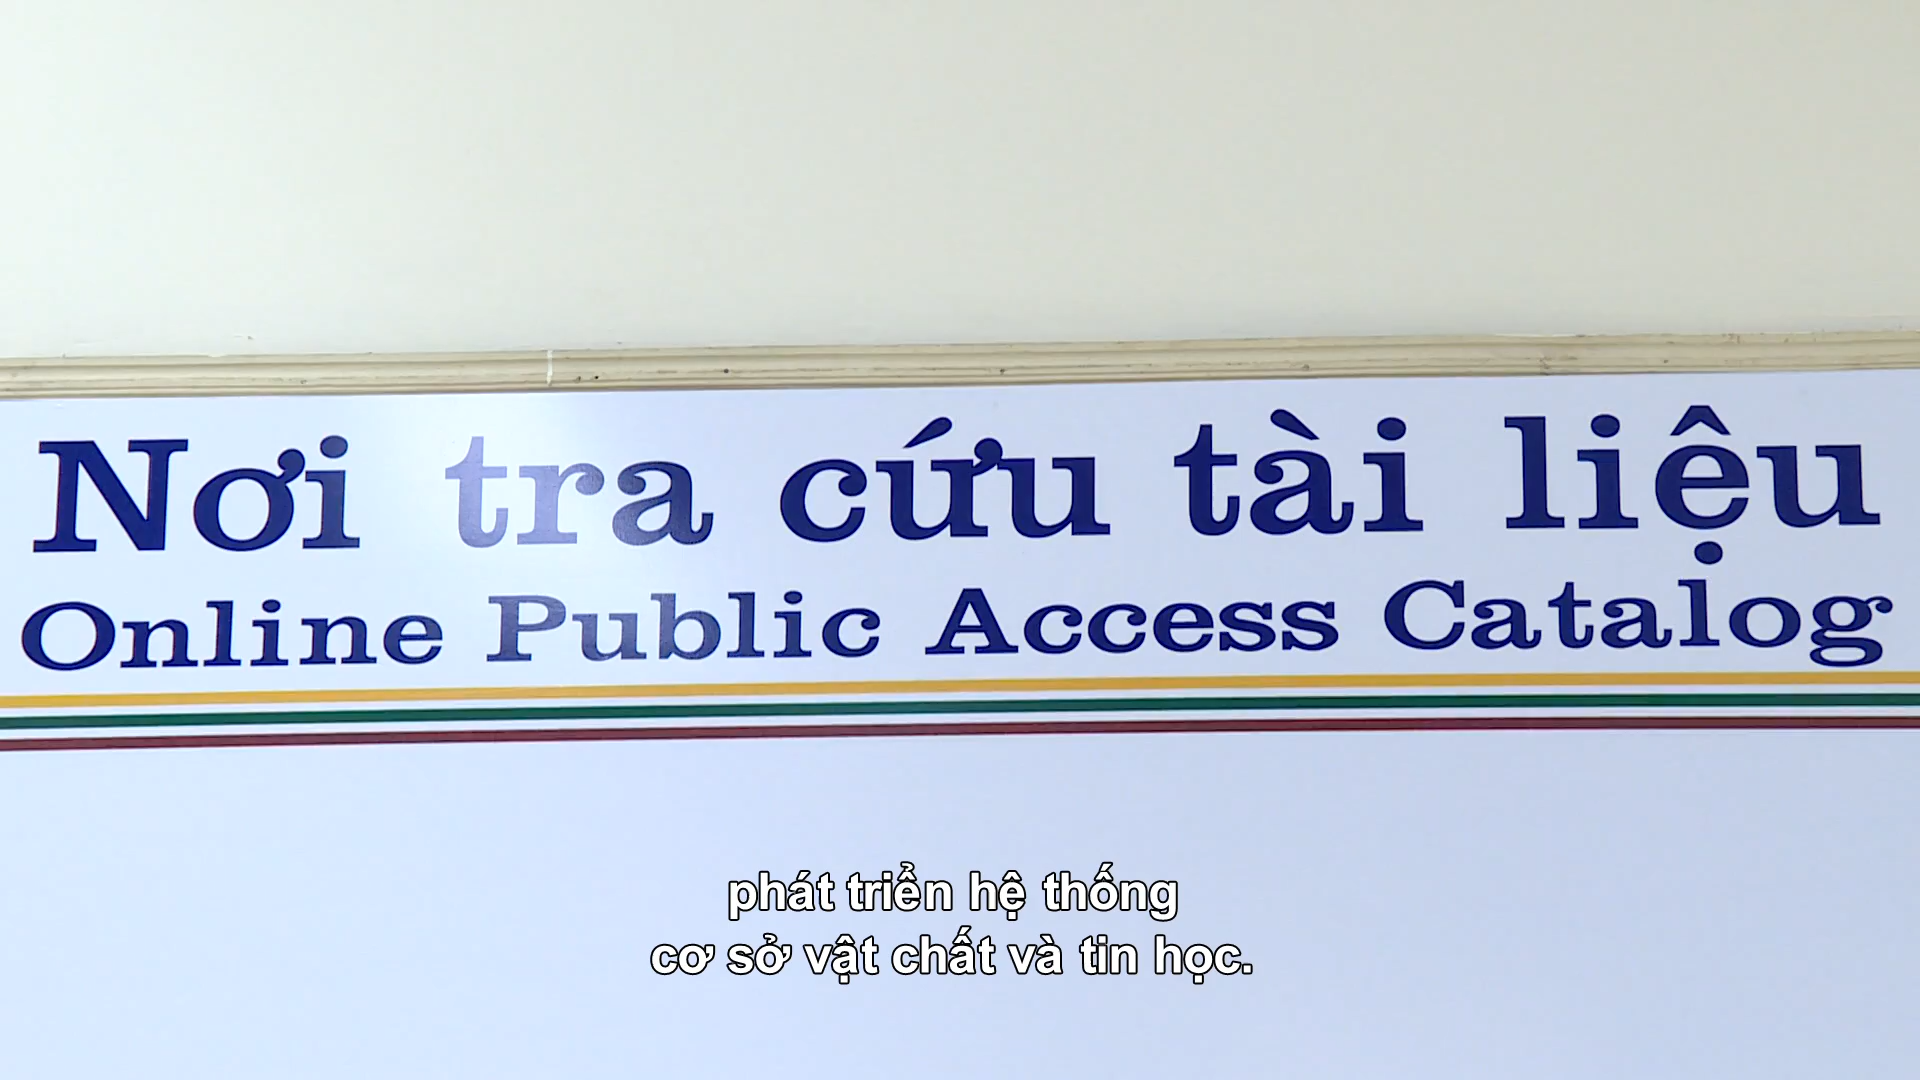 Nơi tra cứu tài liệu
Online Public Access Catalog
phát triển hệ thống
cơ sở vật chất và tin học.